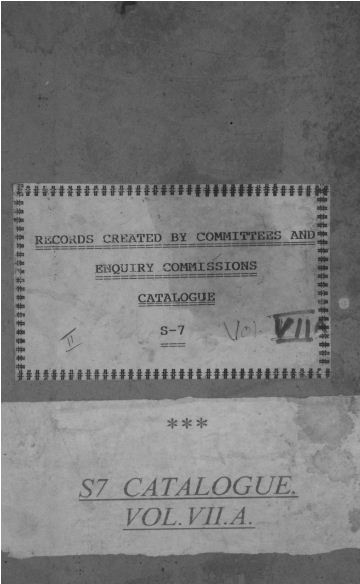 RECORDS CREATED BY COMMITTEES AND
ENQUIRY COMMISSIONS
CATALOGUE
S-7
II
Vol. VIIA
***
S7 CATALOGUE.
VOL.VII.A.